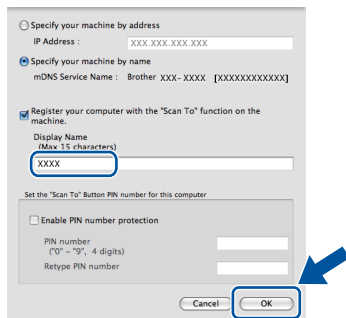 Specify your machine by address
IP Address : XXX.XXX.XXX.XXX
Specify your machine by name
mDNS Service Name : Brother XXX-XXXX [XXXXXXXXXXXX]
Register your computer with the "Scan To" function on the
machine.
Display Name
(Max 15 characters)
XXXX
Set the "Scan To" Button PIN number for this computer
Enable PIN number protection
PIN number
("0" - "9", 4 digits)
Retype PIN number
Cancel OK